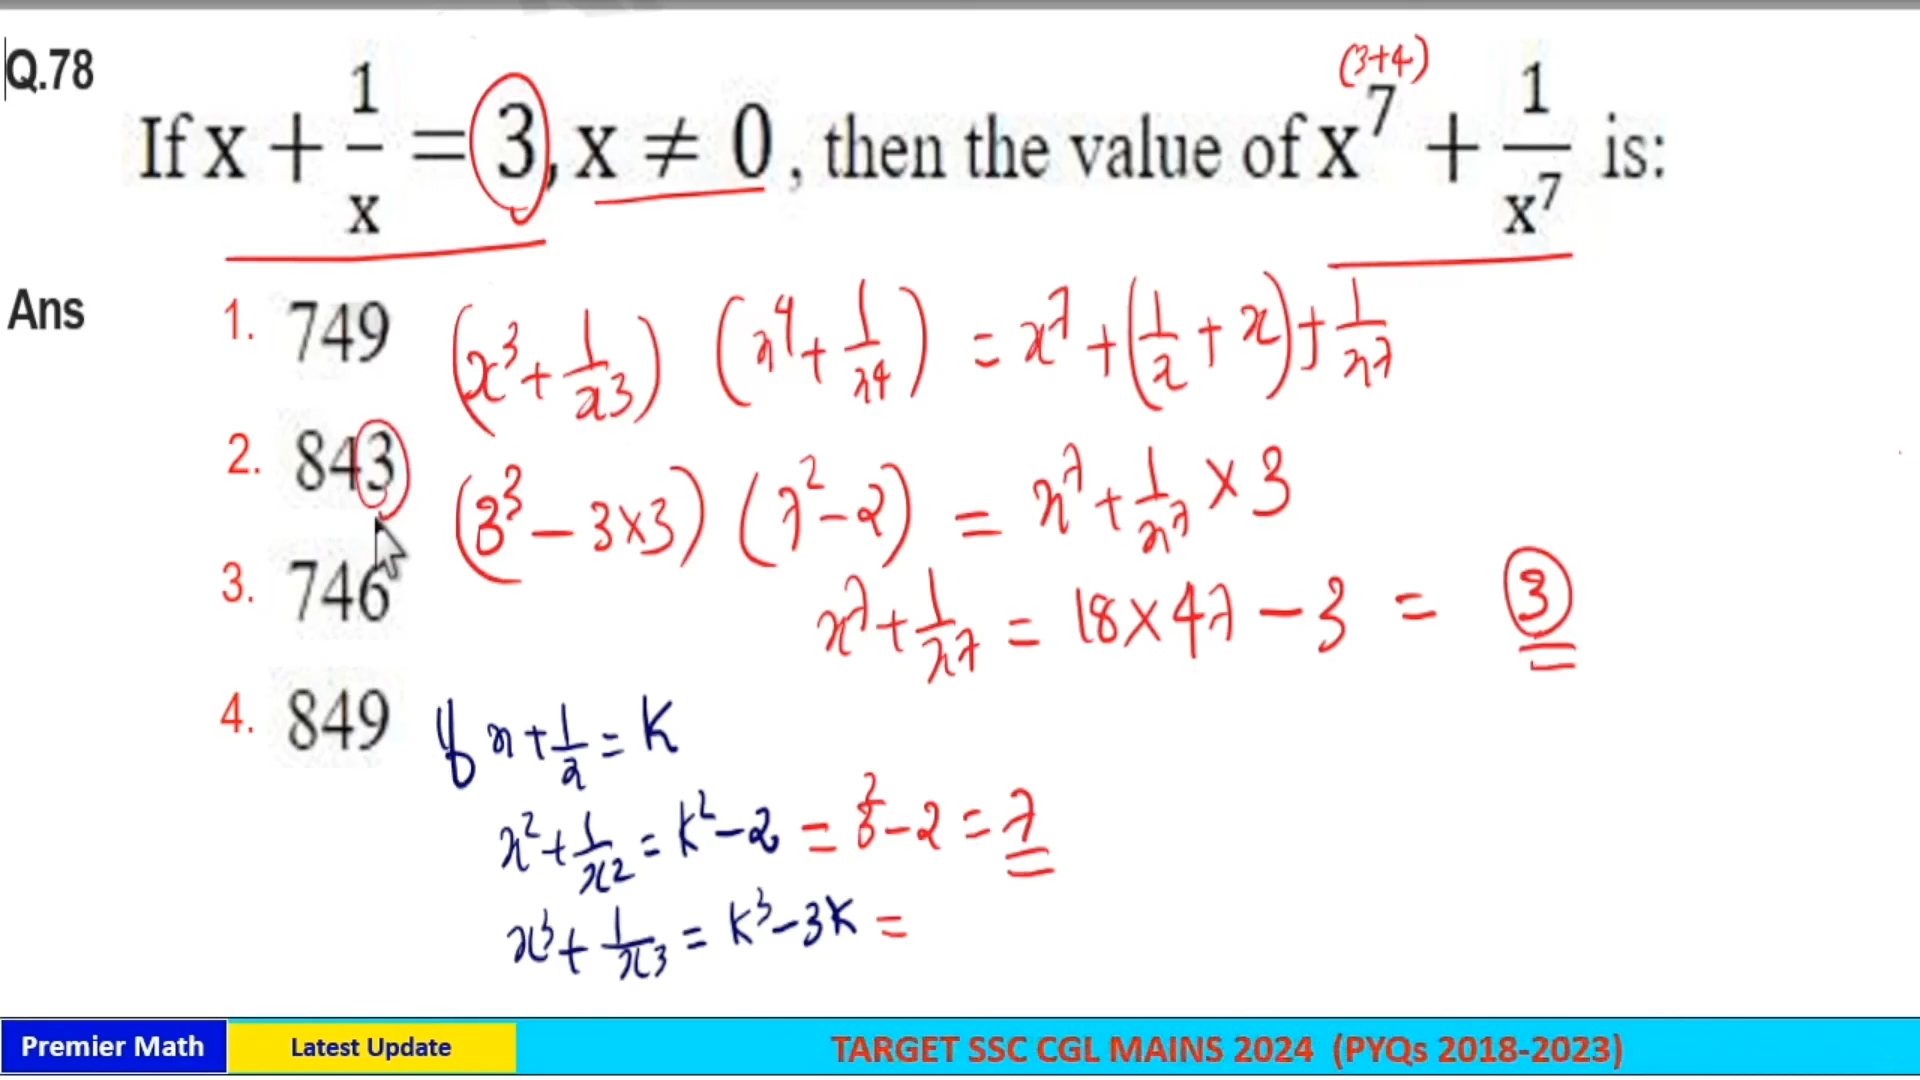 Q.78
(3+4)
If x + 1/x = 3, x ≠ 0, then the value of x⁷ + 1/x⁷ is:
Ans
1. 749
(x³ + 1/x³) (x⁴ + 1/x⁴) = x⁷ + (1/x + x) + 1/x⁷
2. 843
(3³ − 3×3) (7² − 2) = x⁷ + 1/x⁷ × 3
3. 746
x⁷ + 1/x⁷ = 18×47 − 3 = 3
4. 849
If x + 1/x = K
x² + 1/x² = K² − 2 = 3² − 2 = 7
x³ + 1/x³ = K³ − 3K =
Premier Math
Latest Update
TARGET SSC CGL MAINS 2024 (PYQs 2018-2023)